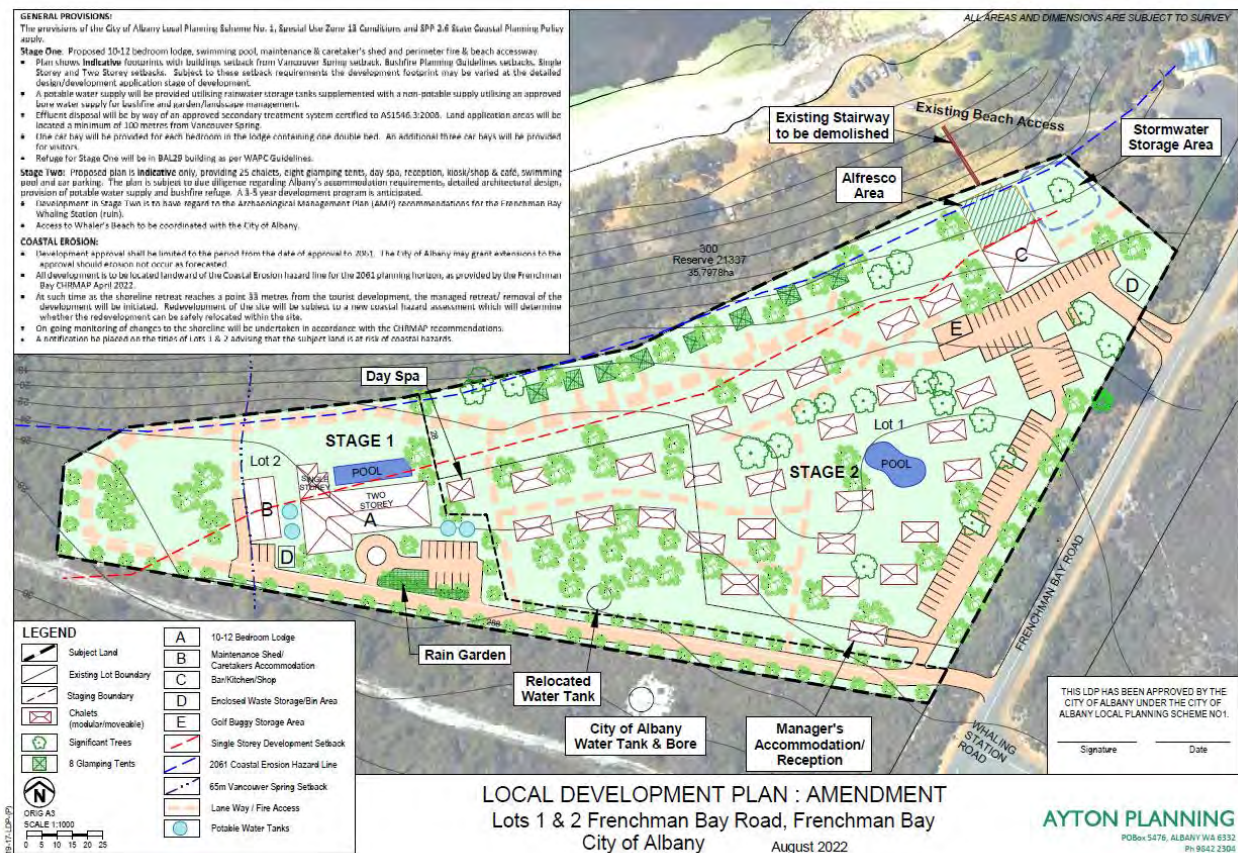 GENERAL PROVISIONS:
The provisions of the City of Albany Local Planning Scheme No. 1, Special Use Zone 13 Conditions and SPP 2.6 State Coastal Planning Policy
apply.
Stage One: Proposed 10-12 bedroom lodge, swimming pool, maintenance & caretaker's shed and perimeter fire & beach accessway.
Plan shows Indicative footprints with buildings setback from Vancouver Spring setback, Bushfire Planning Guidelines setbacks, Single
Storey and Two Storey setbacks. Subject to these setback requirements the development footprint may be varied at the detailed
design/development application stage of development.
A potable water supply will be provided utilising rainwater storage tanks supplemented with a non-potable supply utilising an approved
bore water supply for bushfire and garden/landscape management.
Effluent disposal will be by way of an approved secondary treatment system certified to AS1546.3:2008. Land application areas will be
located a minimum of 100 metres from Vancouver Spring.
One car bay will be provided for each bedroom in the lodge containing one double bed. An additional three car bays will be provided
for visitors.
Refuge for Stage One will be in BAL29 building as per WAPC Guidelines.
Stage Two: Proposed plan is indicative only, providing 25 chalets, eight glamping tents, day spa, reception, kiosk/shop & café, swimming
pool and car parking. The plan is subject to due diligence regarding Albany's accommodation requirements, detailed architectural design,
provision of potable water supply and bushfire refuge. A 3-5 year development program is anticipated.
Development in Stage Two is to have regard to the Archaeological Management Plan (AMP) recommendations for the Frenchman Bay
Whaling Station (ruin).
Access to Whaler's Beach to be coordinated with the City of Albany.
COASTAL EROSION:
Development approval shall be limited to the period from the date of approval to 2061. The City of Albany may grant extensions to the
approval should erosion not occur as forecasted.
All development is to be located landward of the Coastal Erosion hazard line for the 2061 planning horizon, as provided by the Frenchman
Bay CHRMAP April 2022.
At such time as the shoreline retreat reaches a point 33 metres from the tourist development, the managed retreat/ removal of the
development will be initiated. Redevelopment of the site will be subject to a new coastal hazard assessment which will determine
whether the redevelopment can be safely relocated within the site.
On going monitoring of changes to the shoreline will be undertaken in accordance with the CHRMAP recommendations.
A notification be placed on the titles of Lots 1 & 2 advising that the subject land is at risk of coastal hazards.
ALL AREAS AND DIMENSIONS ARE SUBJECT TO SURVEY
Existing Stairway
to be demolished
Existing Beach Access
Stormwater
Storage Area
Alfresco
Area
300
Reserve 21337
35.7978ha
C
D
E
Day Spa
STAGE 1
Lot 2
POOL
SINGLE
STOREY
TWO
STOREY
B
A
D
28
Lot 1
STAGE 2
POOL
288
Rain Garden
Relocated
Water Tank
City of Albany
Water Tank & Bore
Manager's
Accommodation/
Reception
FRENCHMAN BAY ROAD
WHALING
STATION
ROAD
LEGEND
Subject Land
Existing Lot Boundary
Staging Boundary
Chalets
(modular/moveable)
Significant Trees
8 Glamping Tents
A 10-12 Bedroom Lodge
B Maintenance Shed/
Caretakers Accommodation
C Bar/Kitchen/Shop
D Enclosed Waste Storage/Bin Area
E Golf Buggy Storage Area
Single Storey Development Setback
2061 Coastal Erosion Hazard Line
65m Vancouver Spring Setback
Lane Way / Fire Access
Potable Water Tanks
N
ORIG A3
SCALE 1:1000
0 5 10 15 20 25
THIS LDP HAS BEEN APPROVED BY THE
CITY OF ALBANY UNDER THE CITY OF
ALBANY LOCAL PLANNING SCHEME NO1.
Signature Date
LOCAL DEVELOPMENT PLAN : AMENDMENT
Lots 1 & 2 Frenchman Bay Road, Frenchman Bay
City of Albany August 2022
AYTON PLANNING
POBox 5476, ALBANY WA 6332
Ph 9842 2304